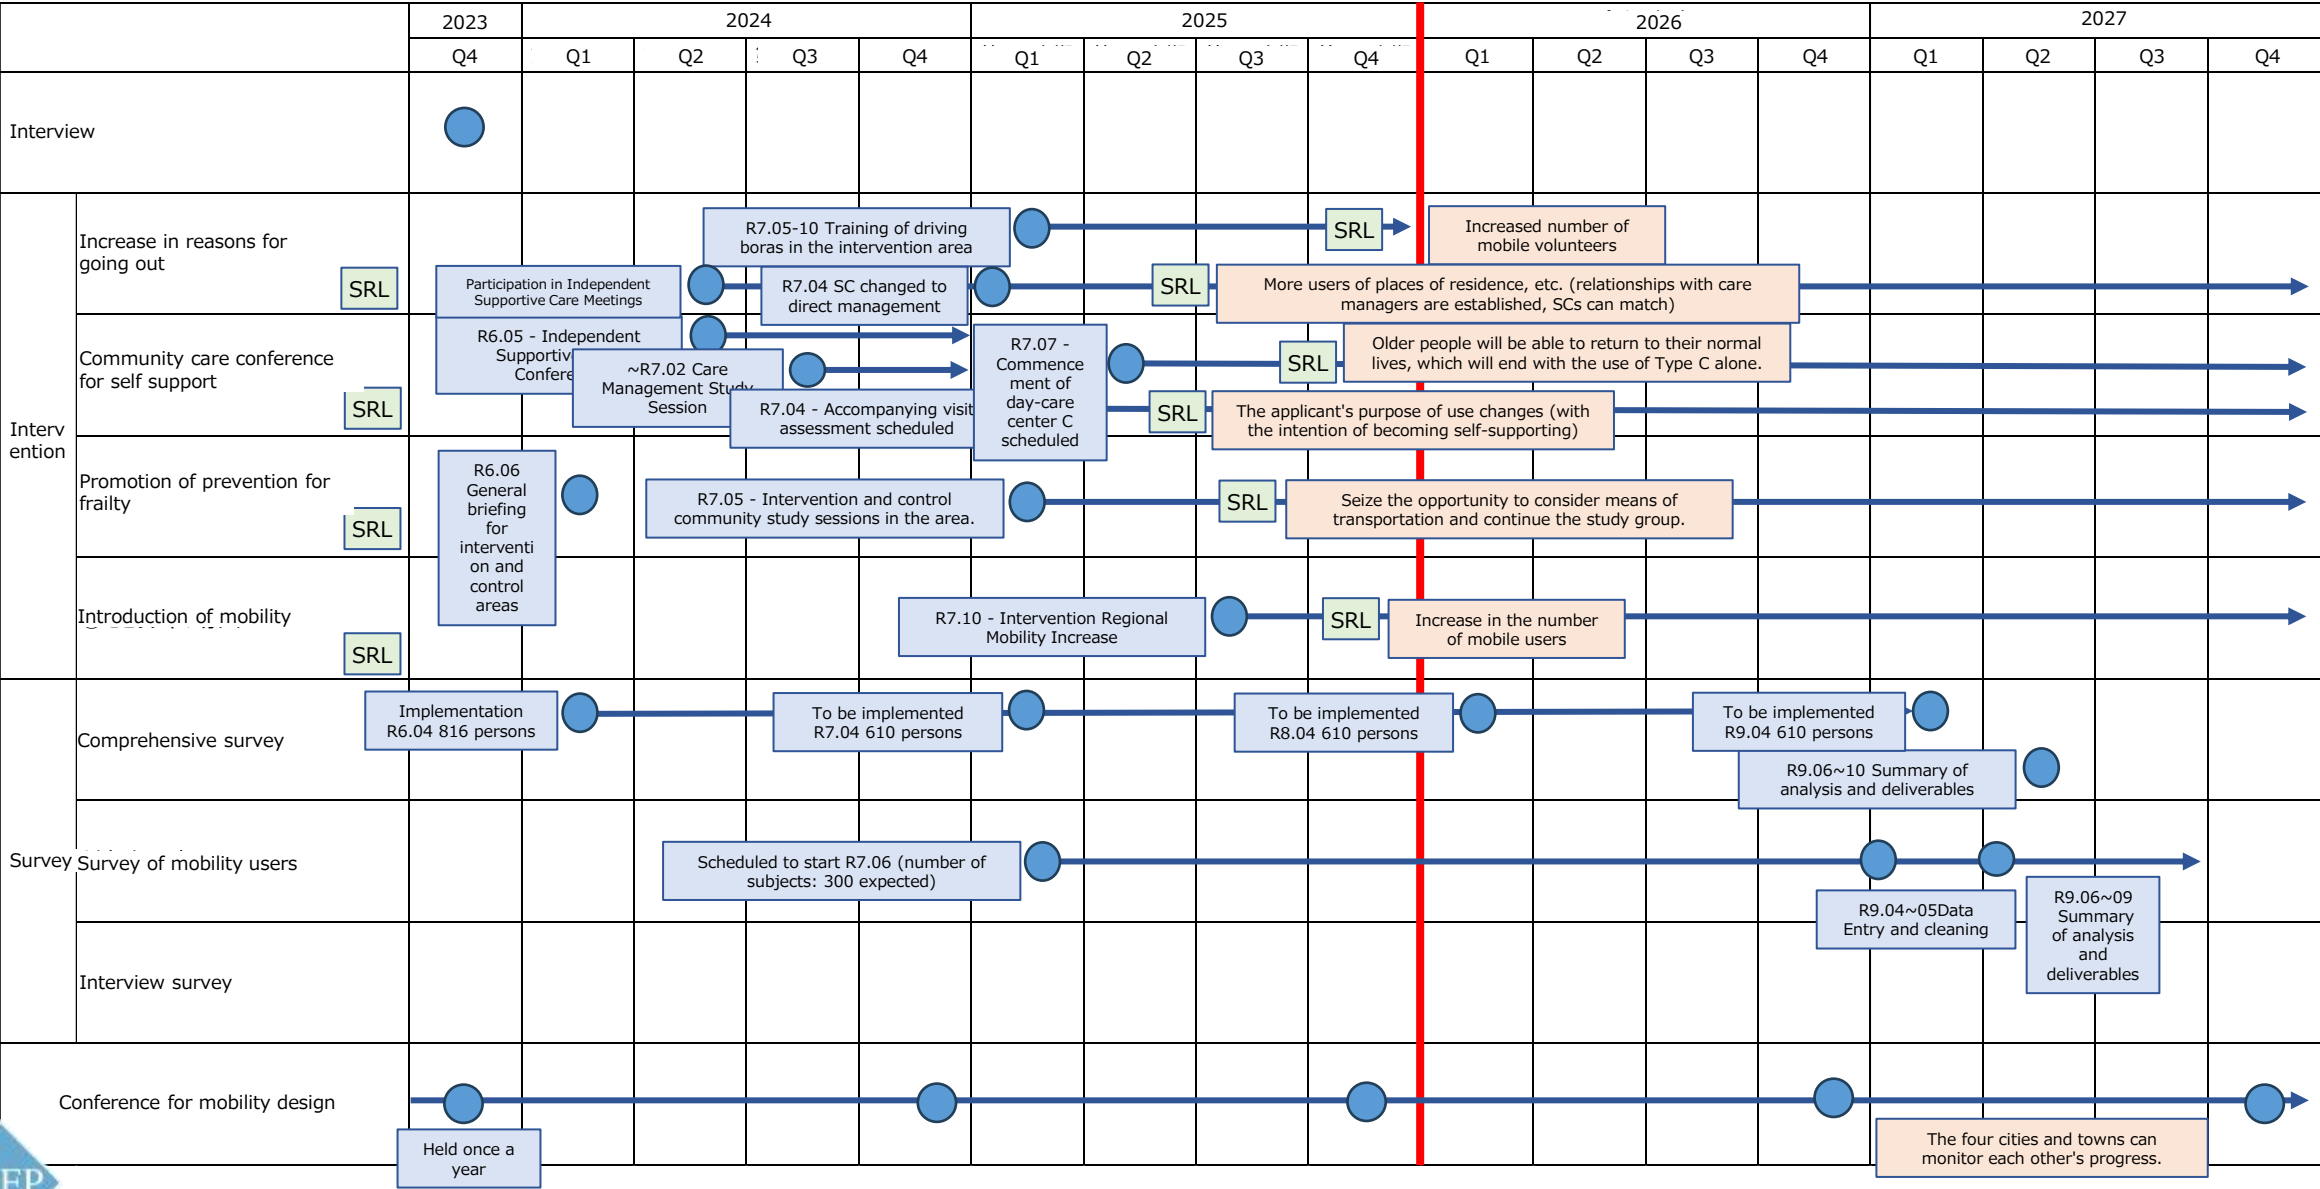 2023
2024
2025
2026
2027
Q4
Q1
Q2
Q3
Q4
Q1
Q2
Q3
Q4
Q1
Q2
Q3
Q4
Q1
Q2
Q3
Q4
Interview
Interv
ention
Increase in reasons for
going out
SRL
R7.05-10 Training of driving
boras in the intervention area
SRL
Increased number of
mobile volunteers
Participation in Independent
Supportive Care Meetings
R7.04 SC changed to
direct management
SRL
More users of places of residence, etc. (relationships with care
managers are established, SCs can match)
Community care conference
for self support
SRL
R6.05 - Independent
Supportiv
Confere
~R7.02 Care
Management Study
Session
R7.04 - Accompanying visit
assessment scheduled
R7.07 -
Commence
ment of
day-care
center C
scheduled
SRL
Older people will be able to return to their normal
lives, which will end with the use of Type C alone.
SRL
The applicant's purpose of use changes (with
the intention of becoming self-supporting)
Promotion of prevention for
frailty
SRL
R6.06
General
briefing
for
interventi
on and
control
areas
R7.05 - Intervention and control
community study sessions in the area.
SRL
Seize the opportunity to consider means of
transportation and continue the study group.
Introduction of mobility
SRL
R7.10 - Intervention Regional
Mobility Increase
SRL
Increase in the number
of mobile users
Survey
Comprehensive survey
Implementation
R6.04 816 persons
To be implemented
R7.04 610 persons
To be implemented
R8.04 610 persons
To be implemented
R9.04 610 persons
R9.06~10 Summary of
analysis and deliverables
Survey of mobility users
Scheduled to start R7.06 (number of
subjects: 300 expected)
R9.04~05Data
Entry and cleaning
R9.06~09
Summary
of analysis
and
deliverables
Interview survey
Conference for mobility design
Held once a
year
The four cities and towns can
monitor each other's progress.
EP